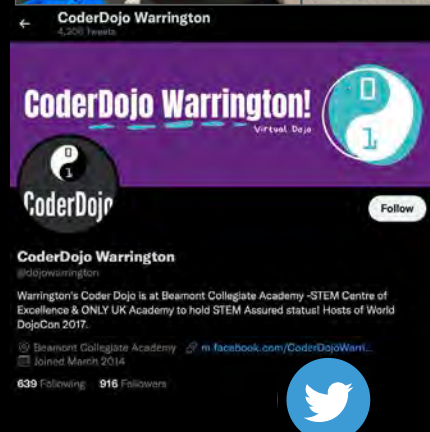 CoderDojo Warrington
4,206 Tweets
CoderDojo Warrington!
Virtual Dojo
0
1
0
1
CoderDojo
Follow
CoderDojo Warrington
@dojowarrington
Warrington's Coder Dojo is at Beamont Collegiate Academy -STEM Centre of
Excellence & ONLY UK Academy to hold STEM Assured status! Hosts of World
DojoCon 2017.
Beamont Collegiate Academy m.facebook.com/CoderDojoWarri...
Joined March 2014
639 Following 916 Followers